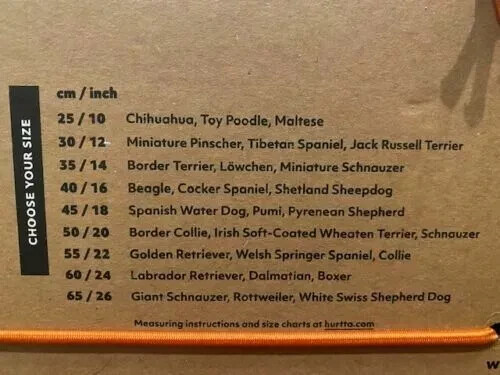 CHOOSE YOUR SIZE
cm / inch
25 / 10 Chihuahua, Toy Poodle, Maltese
30 / 12 Miniature Pinscher, Tibetan Spaniel, Jack Russell Terrier
35 / 14 Border Terrier, Löwchen, Miniature Schnauzer
40 / 16 Beagle, Cocker Spaniel, Shetland Sheepdog
45 / 18 Spanish Water Dog, Pumi, Pyrenean Shepherd
50 / 20 Border Collie, Irish Soft-Coated Wheaten Terrier, Schnauzer
55 / 22 Golden Retriever, Welsh Springer Spaniel, Collie
60 / 24 Labrador Retriever, Dalmatian, Boxer
65 / 26 Giant Schnauzer, Rottweiler, White Swiss Shepherd Dog
Measuring instructions and size charts at hurtta.com